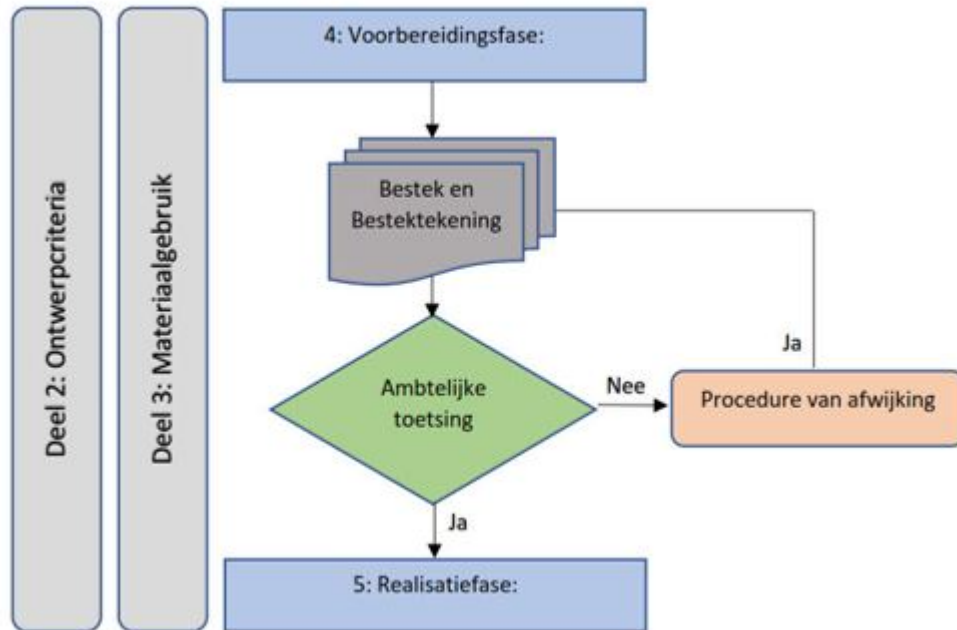 Deel 2: Ontwerpcriteria
Deel 3: Materiaalgebruik
4: Voorbereidingsfase:
Bestek en
Bestektekening
Ja
Ambtelijke
toetsing
Nee
Procedure van afwijking
Ja
5: Realisatiefase: